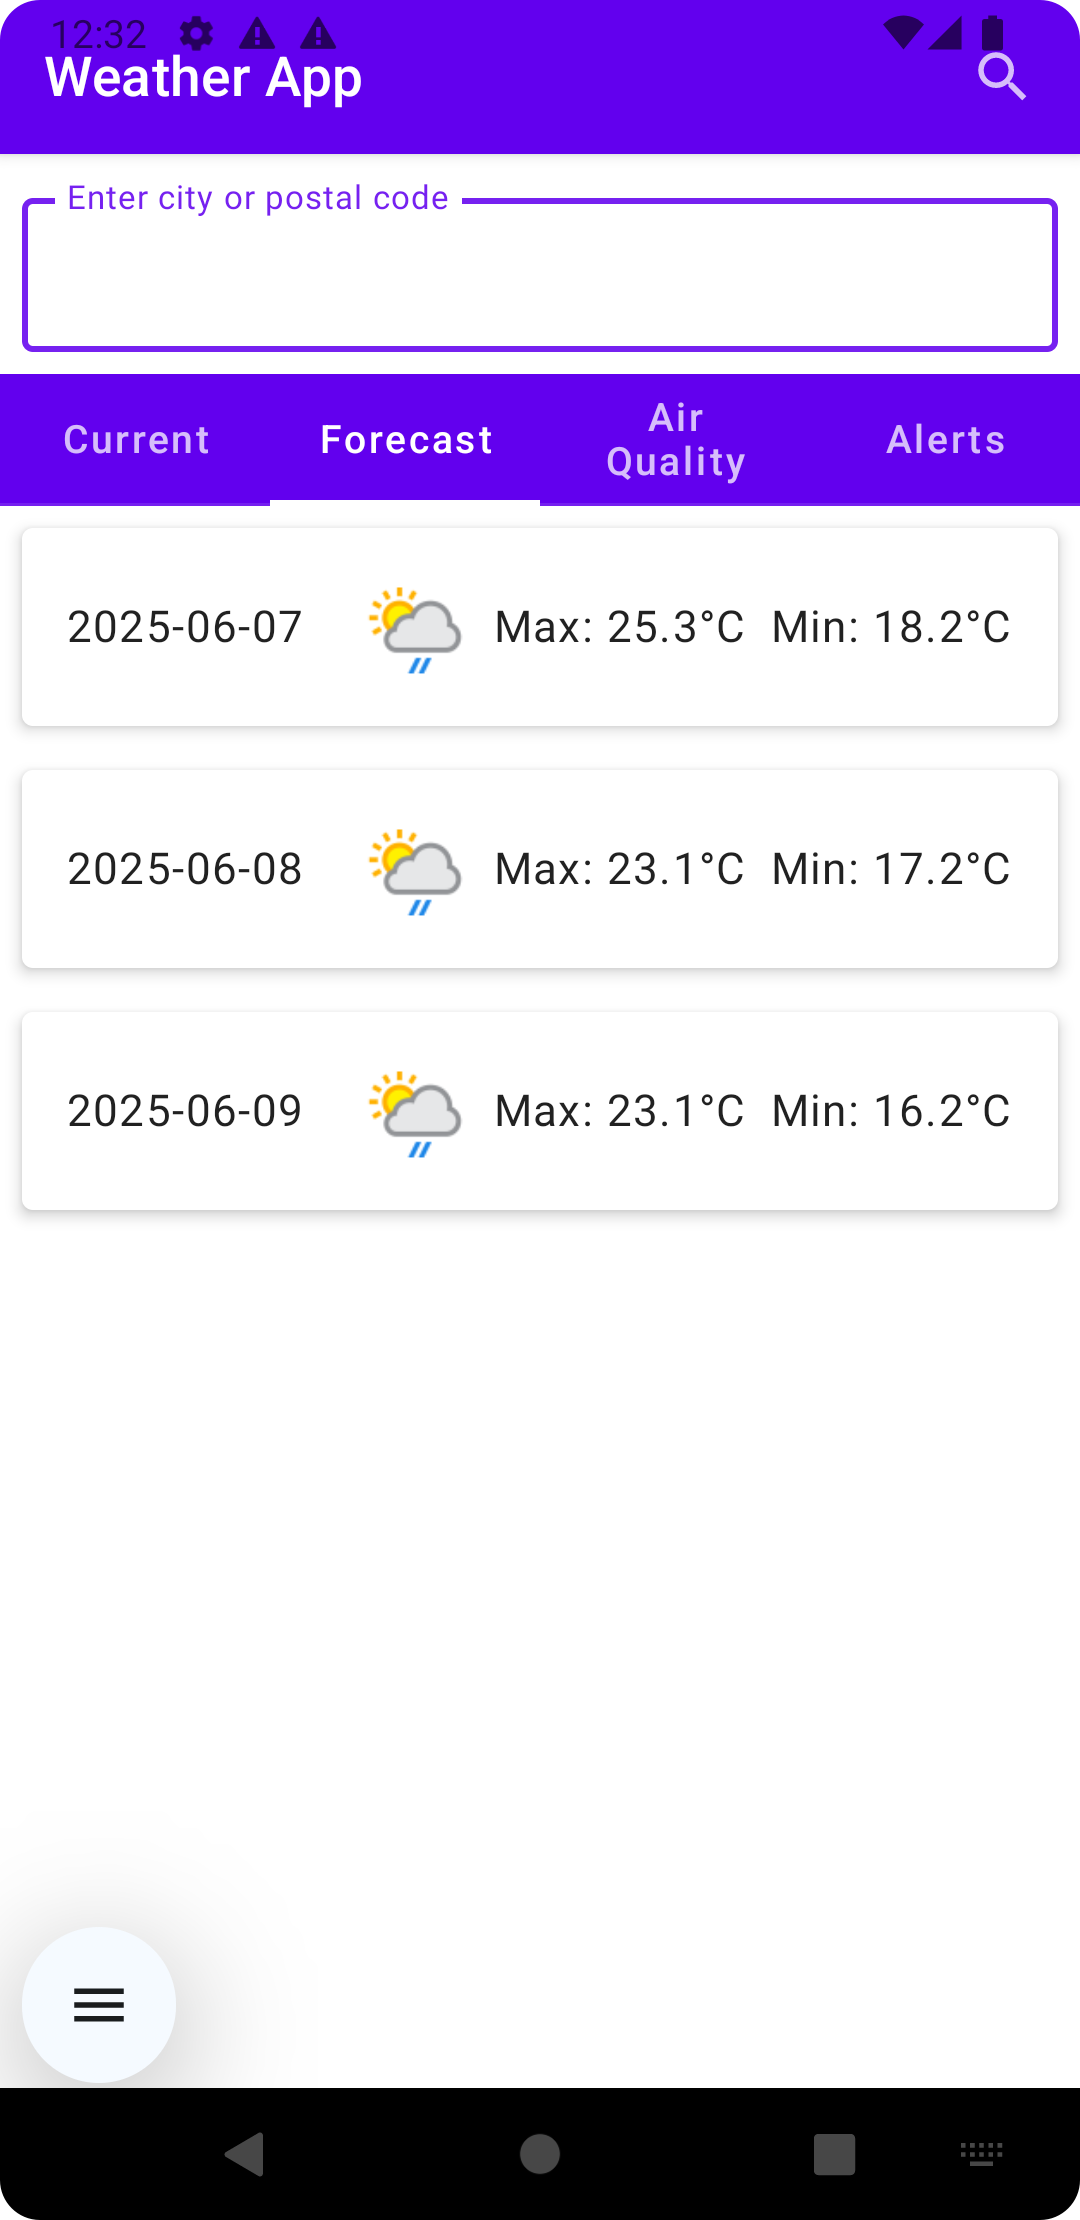 12:32
Weather App
Enter city or postal code
Current
Forecast
Air
Quality
Alerts
2025-06-07 Max: 25.3°C Min: 18.2°C
2025-06-08 Max: 23.1°C Min: 17.2°C
2025-06-09 Max: 23.1°C Min: 16.2°C